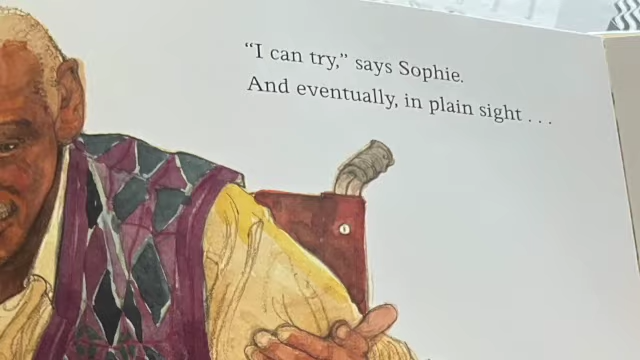 “I can try,” says Sophie.
And eventually, in plain sight . . .